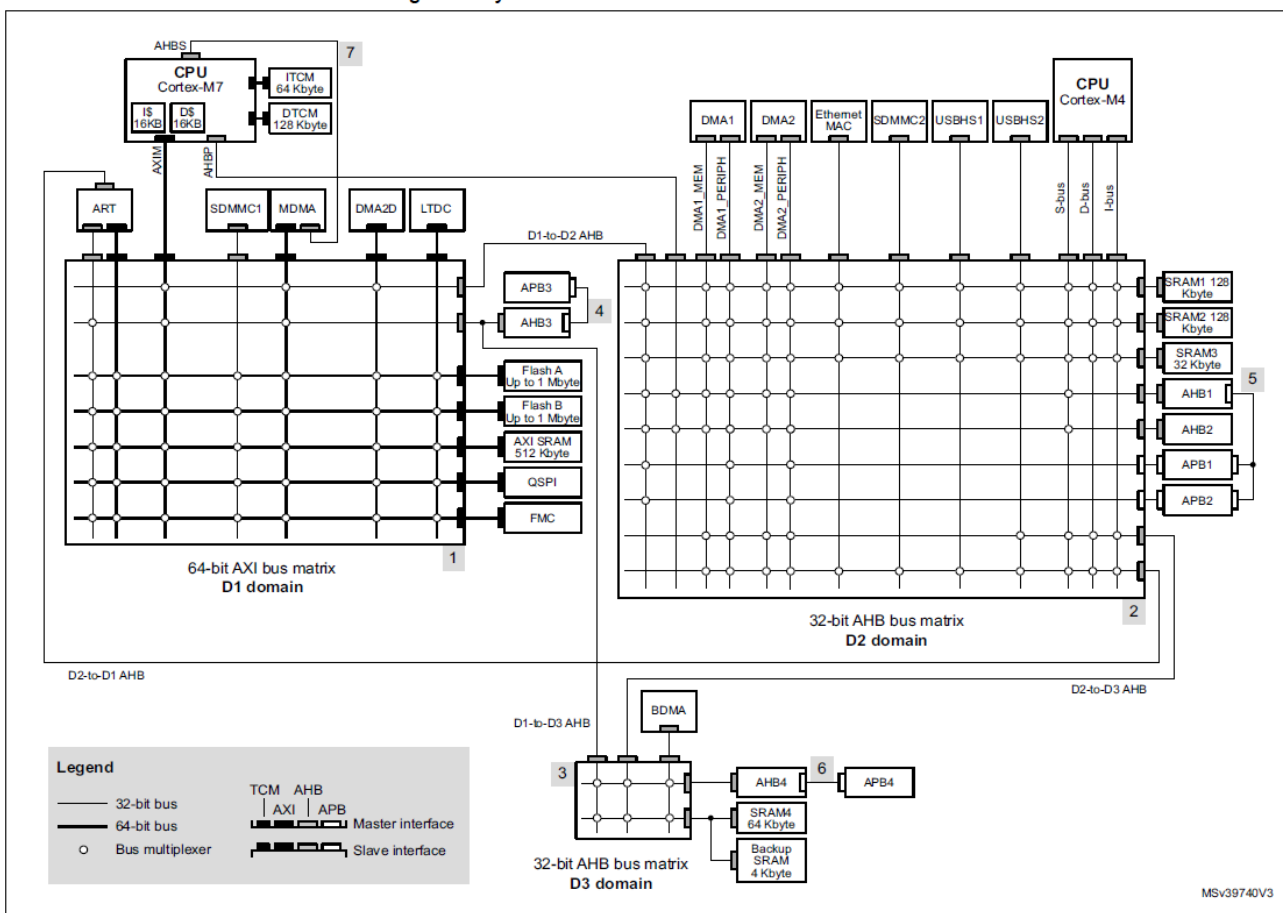 AHBS
7
CPU
Cortex-M7
I$
16KB
D$
16KB
ITCM
64 Kbyte
DTCM
128 Kbyte
AXIM
AHBP
CPU
Cortex-M4
DMA1
DMA2
Ethernet
MAC
SDMMC2
USBHS1
USBHS2
DMA1_MEM
DMA1_PERIPH
DMA2_MEM
DMA2_PERIPH
S-bus
D-bus
I-bus
ART
SDMMC1
MDMA
DMA2D
LTDC
D1-to-D2 AHB
APB3
AHB3
4
Flash A
Up to 1 Mbyte
Flash B
Up to 1 Mbyte
AXI SRAM
512 Kbyte
QSPI
FMC
1
64-bit AXI bus matrix
D1 domain
SRAM1 128
Kbyte
SRAM2 128
Kbyte
SRAM3
32 Kbyte
5
AHB1
AHB2
APB1
APB2
2
32-bit AHB bus matrix
D2 domain
D2-to-D1 AHB
D2-to-D3 AHB
D1-to-D3 AHB
BDMA
3
AHB4
6
APB4
SRAM4
64 Kbyte
Backup
SRAM
4 Kbyte
32-bit AHB bus matrix
D3 domain
Legend
32-bit bus
64-bit bus
Bus multiplexer
TCM AHB
AXI APB
Master interface
Slave interface
MSv39740V3